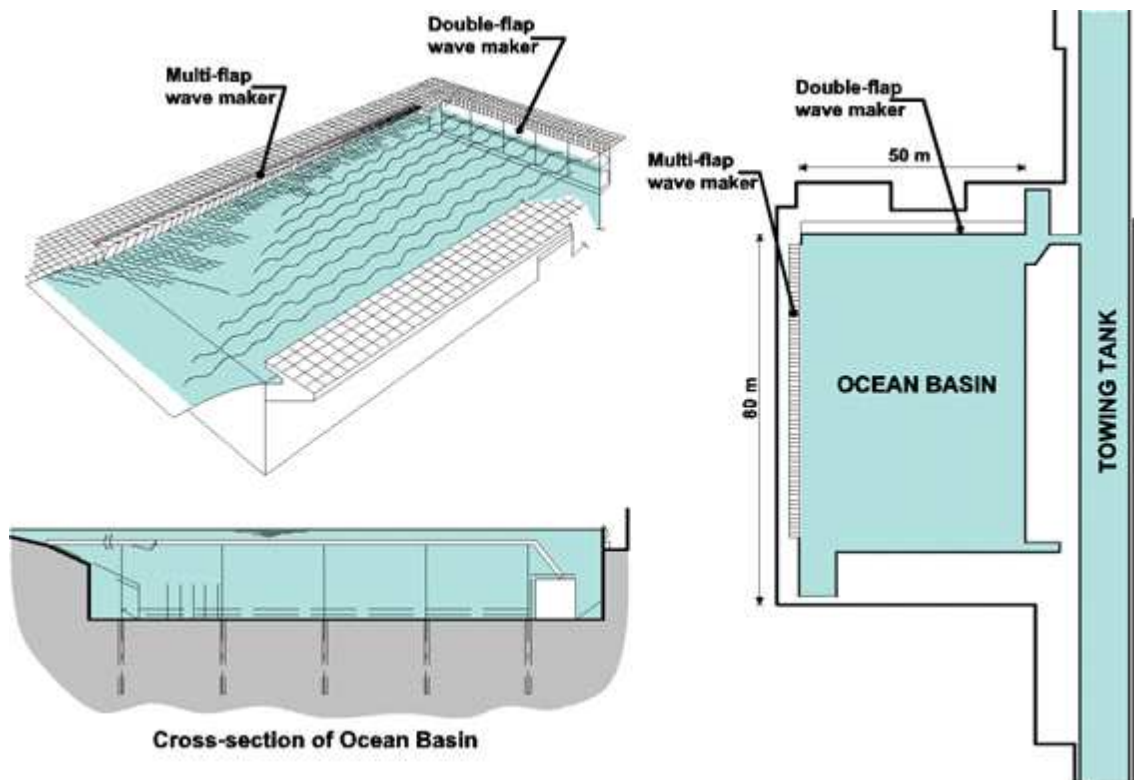 Double-flap
wave maker
Multi-flap
wave maker
Double-flap
wave maker
50 m
Multi-flap
wave maker
80 m
OCEAN BASIN
TOWING TANK
Cross-section of Ocean Basin